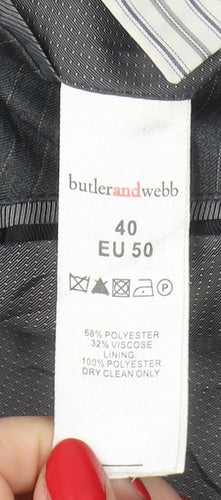 butlerandwebb
40
EU 50
P
68% POLYESTER
32% VISCOSE
LINING:
100% POLYESTER
DRY CLEAN ONLY